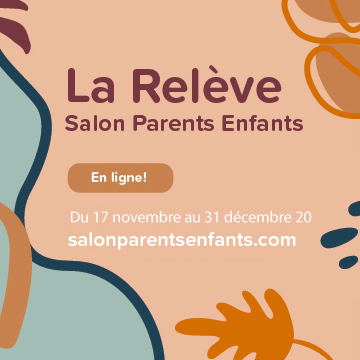 La Relève
Salon Parents Enfants
En ligne!
Du 17 novembre au 31 décembre 20
salonparentsenfants.com